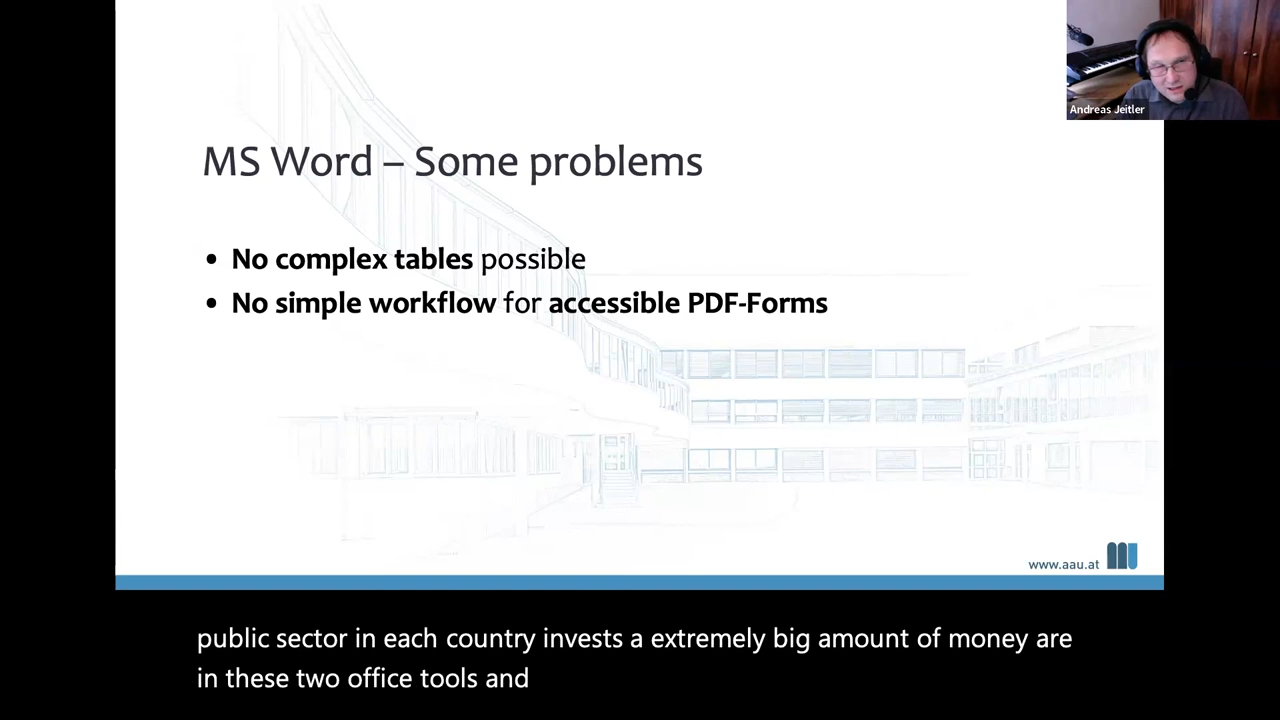 Andreas Jeitler
MS Word – Some problems
• No complex tables possible
• No simple workflow for accessible PDF-Forms
www.aau.at
public sector in each country invests a extremely big amount of money are
in these two office tools and